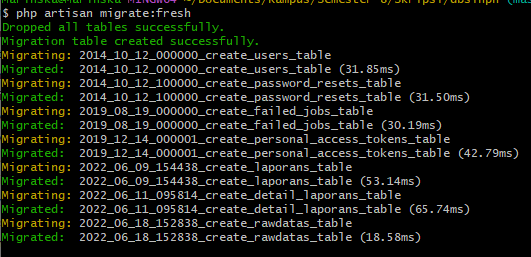 $ php artisan migrate:fresh
Dropped all tables successfully.
Migration table created successfully.
Migrating: 2014_10_12_000000_create_users_table
Migrated:  2014_10_12_000000_create_users_table (31.85ms)
Migrating: 2014_10_12_100000_create_password_resets_table
Migrated:  2014_10_12_100000_create_password_resets_table (31.50ms)
Migrating: 2019_08_19_000000_create_failed_jobs_table
Migrated:  2019_08_19_000000_create_failed_jobs_table (30.19ms)
Migrating: 2019_12_14_000001_create_personal_access_tokens_table
Migrated:  2019_12_14_000001_create_personal_access_tokens_table (42.79ms)
Migrating: 2022_06_09_154438_create_laporans_table
Migrated:  2022_06_09_154438_create_laporans_table (53.14ms)
Migrating: 2022_06_11_095814_create_detail_laporans_table
Migrated:  2022_06_11_095814_create_detail_laporans_table (65.74ms)
Migrating: 2022_06_18_152838_create_rawdatas_table
Migrated:  2022_06_18_152838_create_rawdatas_table (18.58ms)